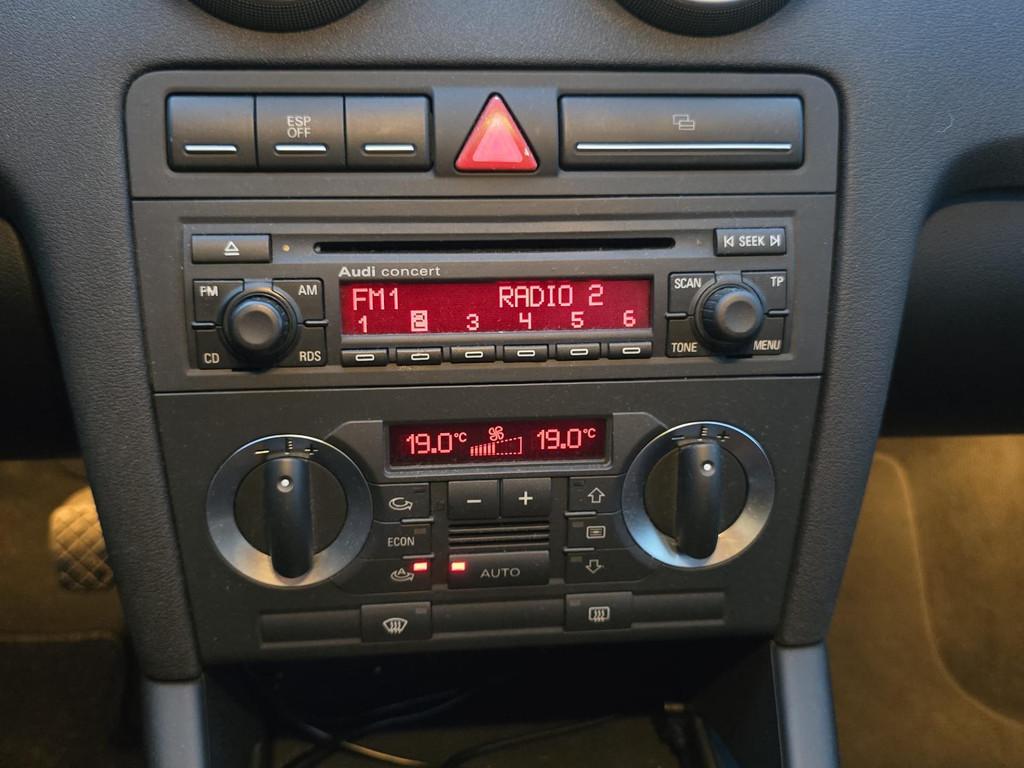 ESP
OFF
SEEK
Audi concert
FM
AM
CD
RDS
FM1 RADIO 2
1 2 3 4 5 6
SCAN
TP
TONE
MENU
19.0°C 19.0°C
- +
- +
- +
ECON
A
AUTO